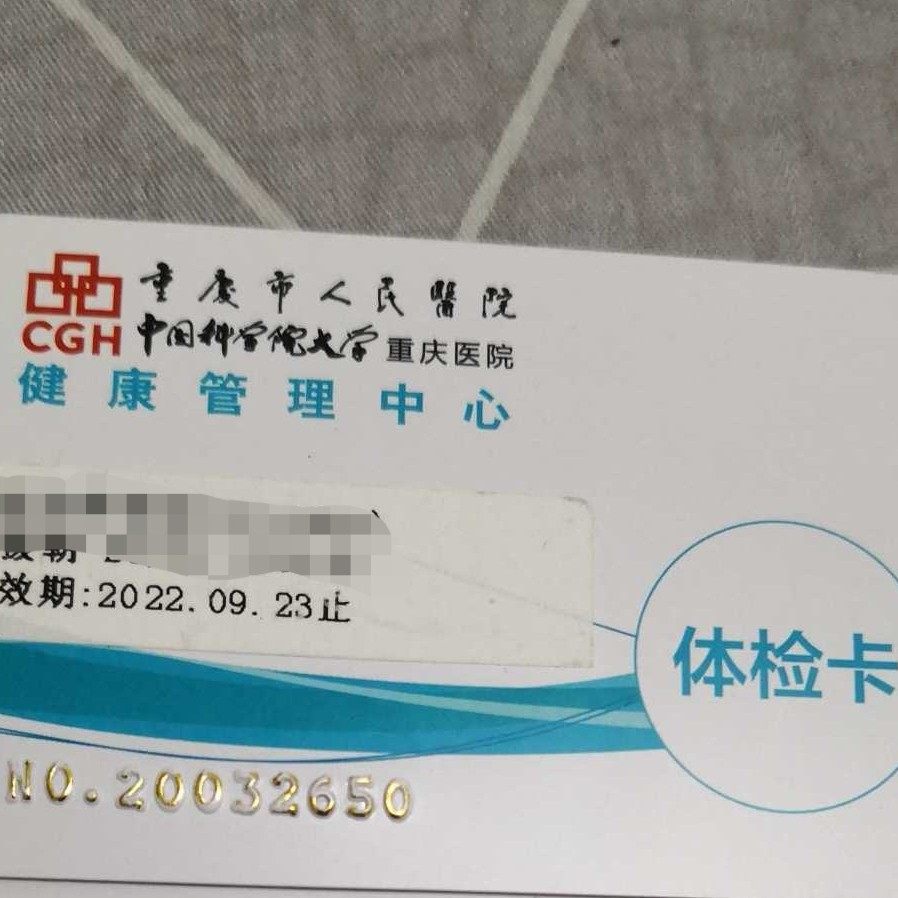 重庆市人民醫院
CGH
中国科学院大学重庆医院
健康管理中心
效期:2022.09.23止
体检卡
NO.20032650